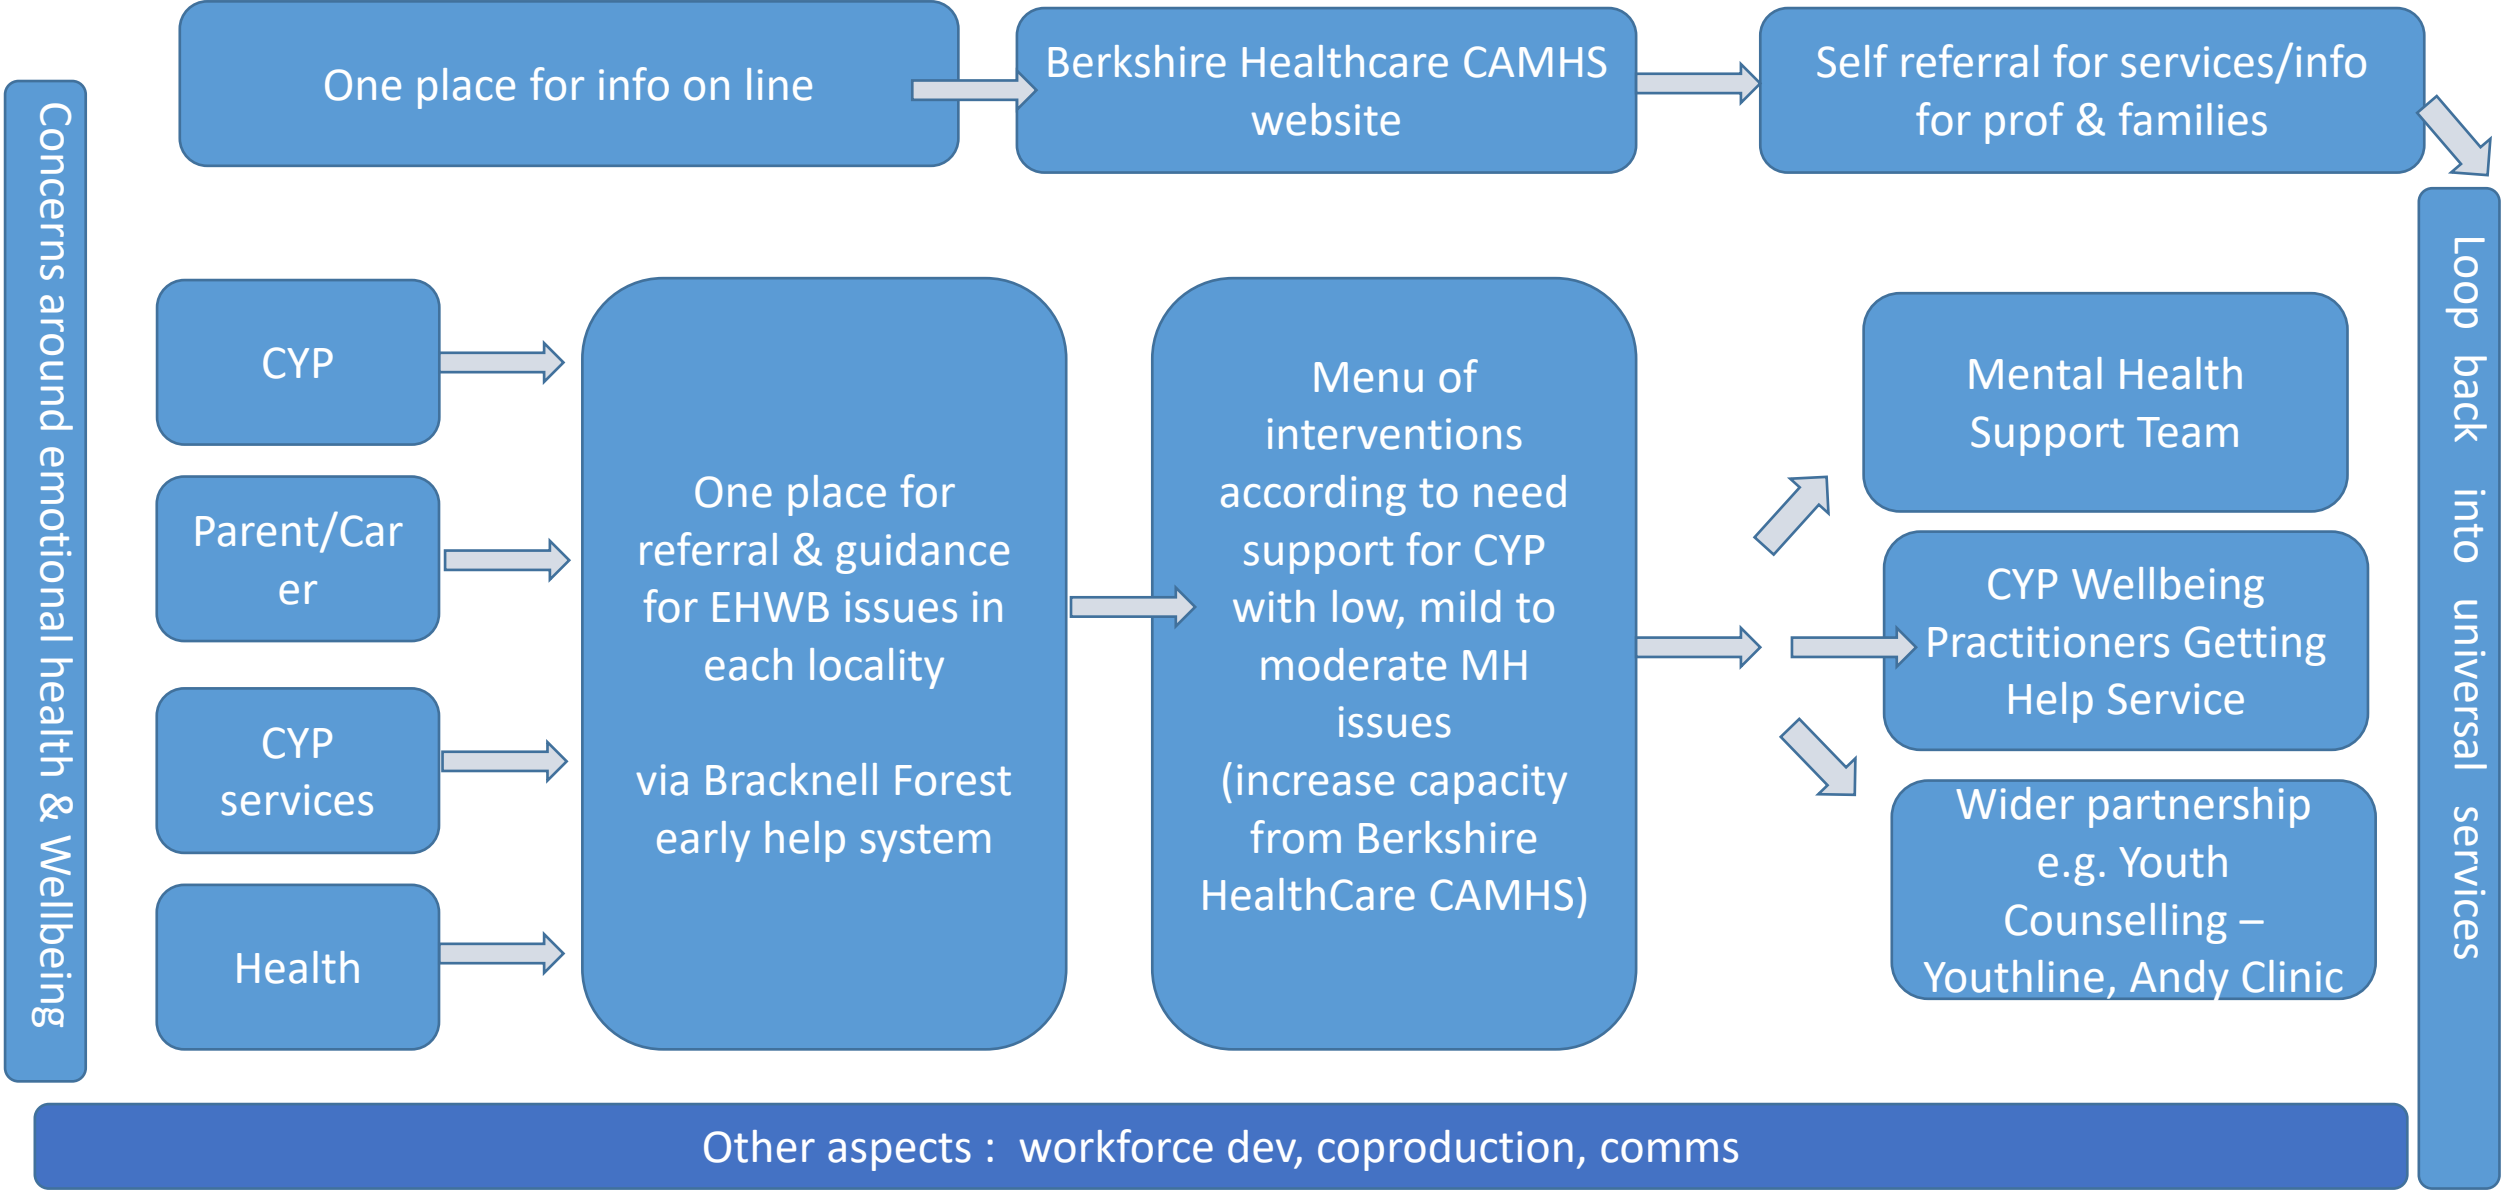 One place for info on line
Berkshire Healthcare CAMHS
website
Self referral for services/info
for prof & families
Concerns around emotional health & Wellbeing
CYP
Parent/Car
er
CYP
services
Health
One place for
referral & guidance
for EHWB issues in
each locality
via Bracknell Forest
early help system
Menu of
interventions
according to need
support for CYP
with low, mild to
moderate MH
issues
(increase capacity
from Berkshire
HealthCare CAMHS)
Mental Health
Support Team
CYP Wellbeing
Practitioners Getting
Help Service
Wider partnership
e.g. Youth
Counselling –
Youthline, Andy Clinic
Loop back into universal services
Other aspects : workforce dev, coproduction, comms